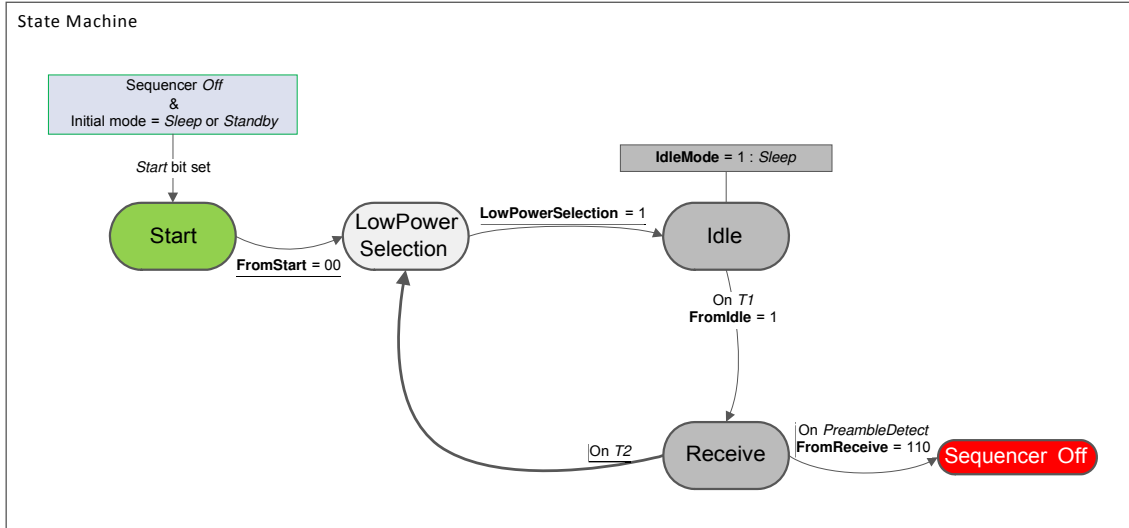 State Machine
Sequencer Off
&
Initial mode = Sleep or Standby
Start bit set
IdleMode = 1 : Sleep
Start
FromStart = 00
LowPower
Selection
LowPowerSelection = 1
Idle
On T1
FromIdle = 1
On T2
Receive
On PreambleDetect
FromReceive = 110
Sequencer Off